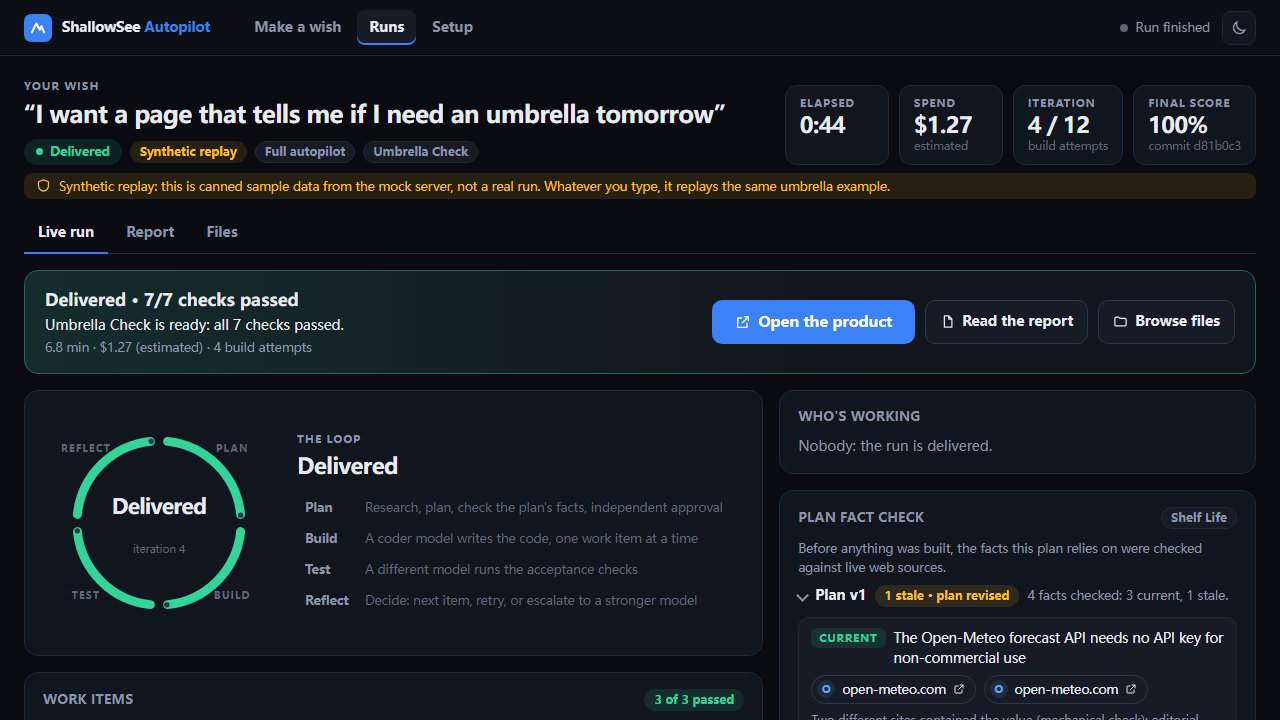 ShallowSee Autopilot
Make a wish
Runs
Setup
Run finished
YOUR WISH
“I want a page that tells me if I need an umbrella tomorrow”
Delivered
Synthetic replay
Full autopilot
Umbrella Check
ELAPSED
0:44
SPEND
$1.27
estimated
ITERATION
4 / 12
build attempts
FINAL SCORE
100%
commit d81b0c3
Synthetic replay: this is canned sample data from the mock server, not a real run. Whatever you type, it replays the same umbrella example.
Live run
Report
Files
Delivered • 7/7 checks passed
Umbrella Check is ready: all 7 checks passed.
6.8 min · $1.27 (estimated) · 4 build attempts
Open the product
Read the report
Browse files
REFLECT
PLAN
Delivered
iteration 4
TEST
BUILD
THE LOOP
Delivered
Plan Research, plan, check the plan's facts, independent approval
Build A coder model writes the code, one work item at a time
Test A different model runs the acceptance checks
Reflect Decide: next item, retry, or escalate to a stronger model
WORK ITEMS
3 of 3 passed
WHO'S WORKING
Nobody: the run is delivered.
PLAN FACT CHECK
Shelf Life
Before anything was built, the facts this plan relies on were checked
against live web sources.
Plan v1
1 stale • plan revised
4 facts checked: 3 current, 1 stale.
CURRENT
The Open-Meteo forecast API needs no API key for
non-commercial use
open-meteo.com
open-meteo.com
Two different sites contained the value (mechanical check); editorial